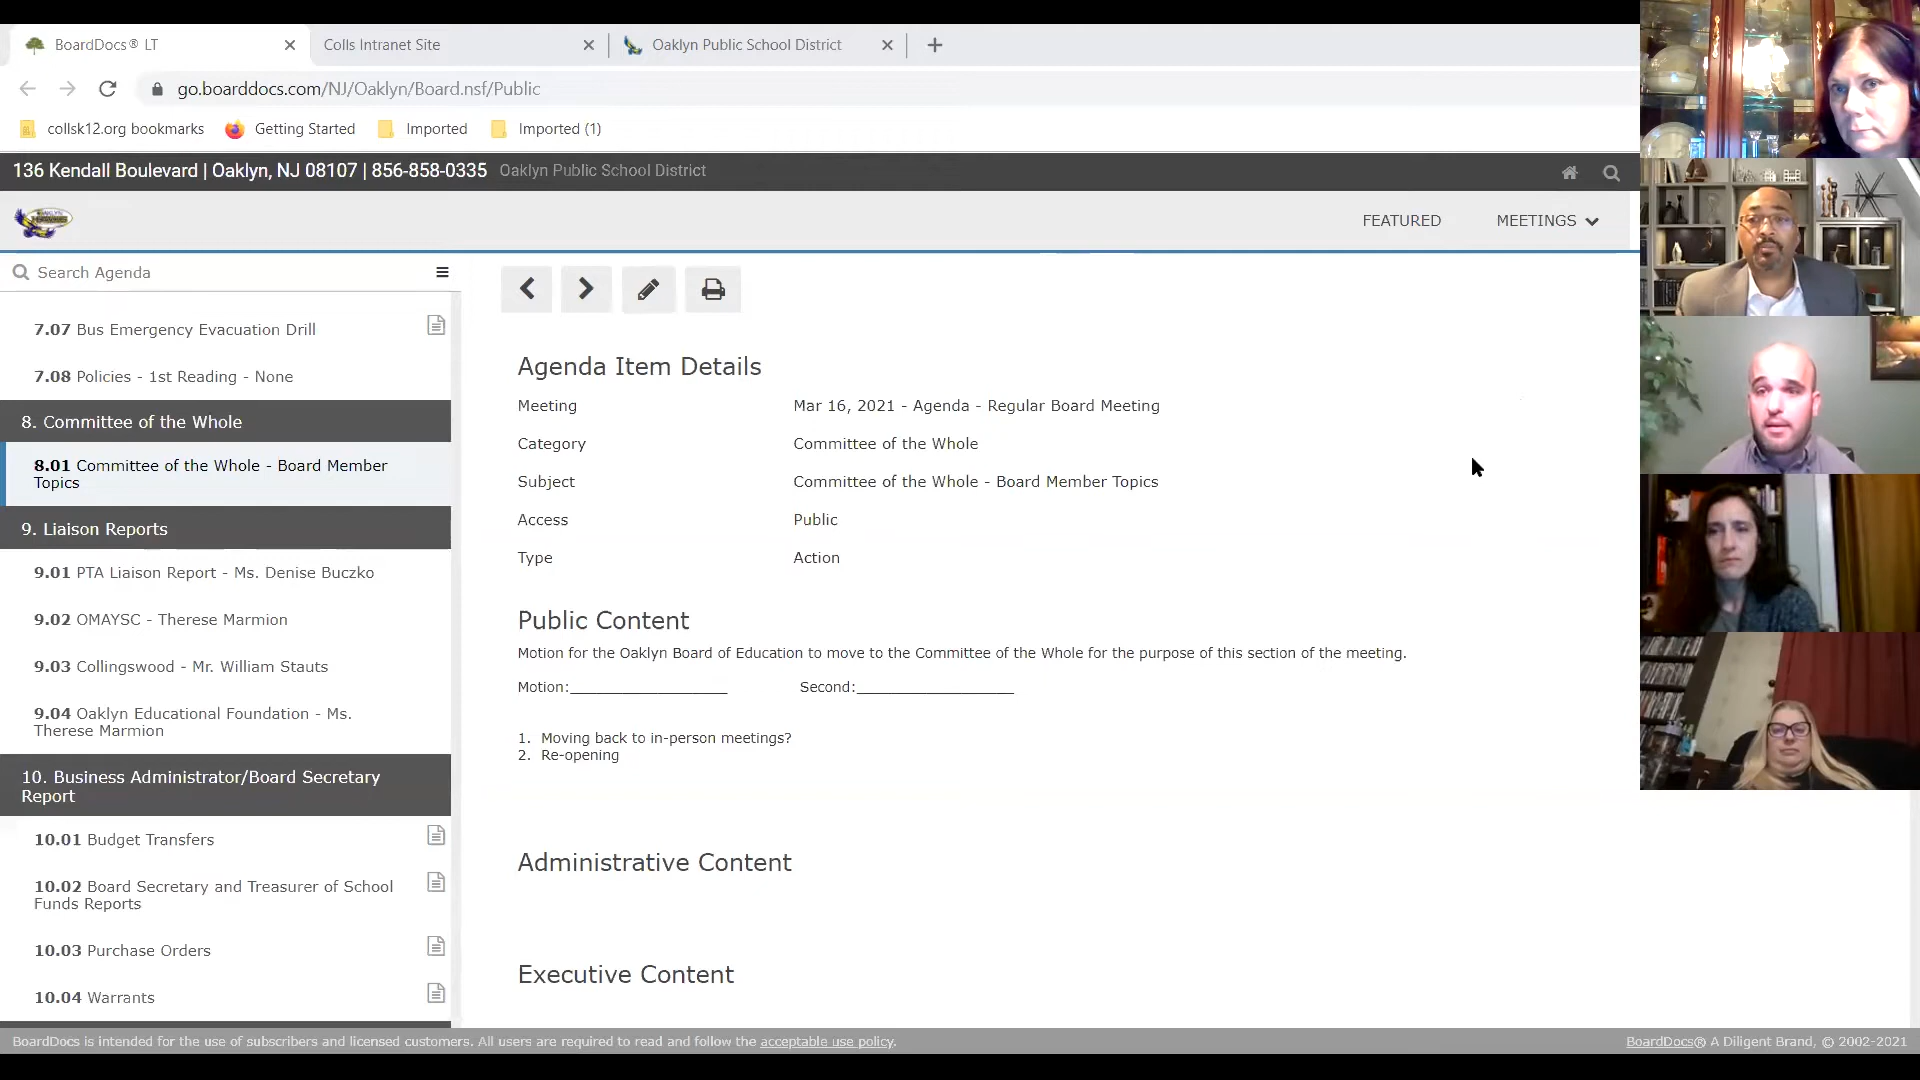 BoardDocs® LT
Colls Intranet Site
Oaklyn Public School District
go.boarddocs.com/NJ/Oaklyn/Board.nsf/Public
collsk12.org bookmarks
Getting Started
Imported
Imported (1)
136 Kendall Boulevard | Oaklyn, NJ 08107 | 856-858-0335 Oaklyn Public School District
FEATURED
MEETINGS
Search Agenda
7.07 Bus Emergency Evacuation Drill
7.08 Policies - 1st Reading - None
8. Committee of the Whole
8.01 Committee of the Whole - Board Member
Topics
9. Liaison Reports
9.01 PTA Liaison Report - Ms. Denise Buczko
9.02 OMAYSC - Therese Marmion
9.03 Collingswood - Mr. William Stauts
9.04 Oaklyn Educational Foundation - Ms.
Therese Marmion
10. Business Administrator/Board Secretary
Report
10.01 Budget Transfers
10.02 Board Secretary and Treasurer of School
Funds Reports
10.03 Purchase Orders
10.04 Warrants
Agenda Item Details
Meeting Mar 16, 2021 - Agenda - Regular Board Meeting
Category Committee of the Whole
Subject Committee of the Whole - Board Member Topics
Access Public
Type Action
Public Content
Motion for the Oaklyn Board of Education to move to the Committee of the Whole for the purpose of this section of the meeting.
Motion:__________________ Second:__________________
1. Moving back to in-person meetings?
2. Re-opening
Administrative Content
Executive Content
BoardDocs is intended for the use of subscribers and licensed customers. All users are required to read and follow the acceptable use policy.
BoardDocs® A Diligent Brand, © 2002-2021